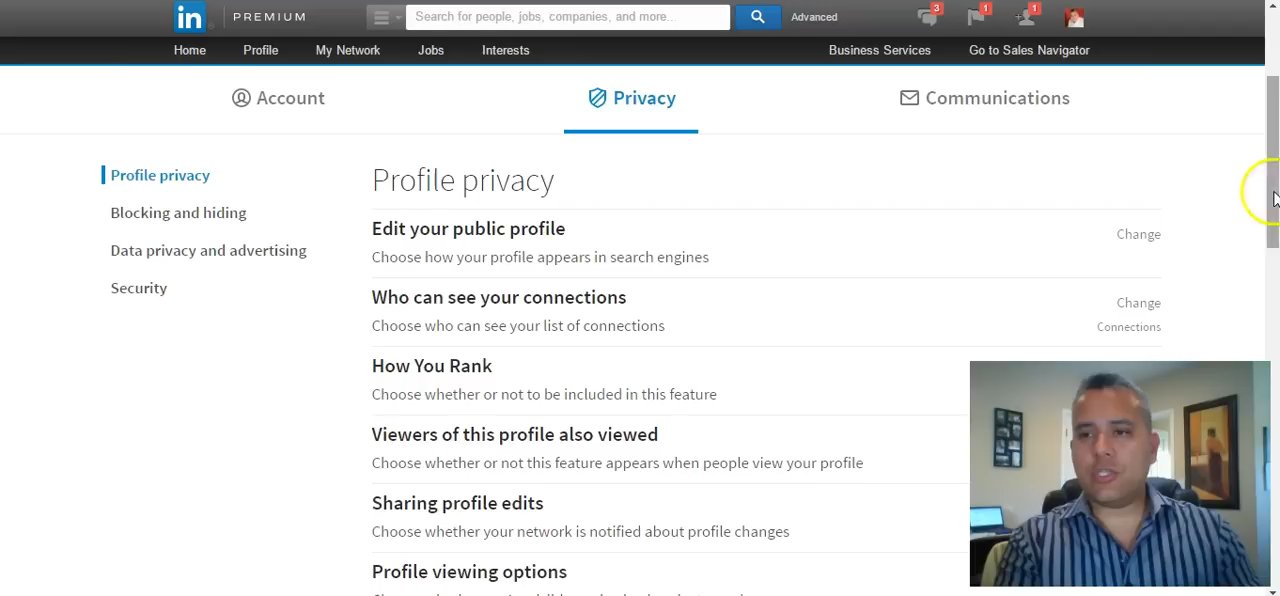 in PREMIUM Search for people, jobs, companies, and more... Advanced 3 1 1
Home Profile My Network Jobs Interests Business Services Go to Sales Navigator
Account Privacy Communications
Profile privacy
Blocking and hiding
Data privacy and advertising
Security
Profile privacy
Edit your public profile
Change
Choose how your profile appears in search engines
Who can see your connections
Change
Choose who can see your list of connections
Connections
How You Rank
Choose whether or not to be included in this feature
Viewers of this profile also viewed
Choose whether or not this feature appears when people view your profile
Sharing profile edits
Choose whether your network is notified about profile changes
Profile viewing options